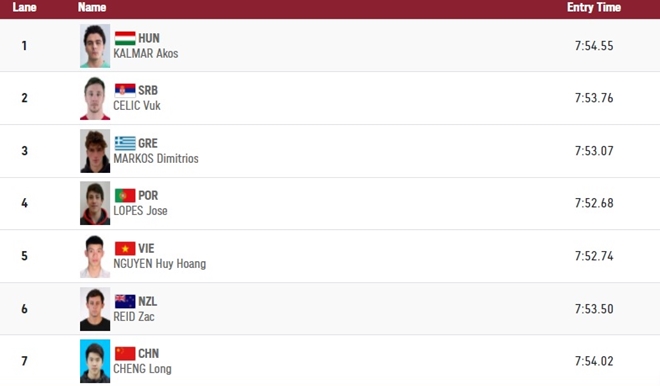 Lane Name Entry Time
1 HUN 7:54.55
KALMAR Akos
2 SRB 7:53.76
CELIC Vuk
3 GRE 7:53.07
MARKOS Dimitrios
4 POR 7:52.68
LOPES Jose
5 VIE 7:52.74
NGUYEN Huy Hoang
6 NZL 7:53.50
REID Zac
7 CHN 7:54.02
CHENG Long